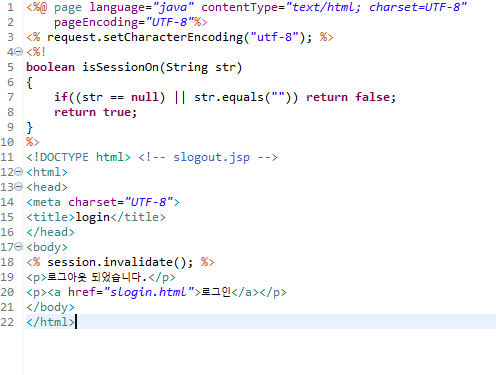 1 <%@ page language="java" contentType="text/html; charset=UTF-8"
2 pageEncoding="UTF-8"%>
3 <% request.setCharacterEncoding("utf-8"); %>
4 <%!
5 boolean isSessionOn(String str)
6 {
7 if((str == null) || str.equals("")) return false;
8 return true;
9 }
10 %>
11 <!DOCTYPE html> <!-- slogout.jsp -->
12 <html>
13 <head>
14 <meta charset="UTF-8">
15 <title>login</title>
16 </head>
17 <body>
18 <% session.invalidate(); %>
19 <p>로그아웃 되었습니다.</p>
20 <p><a href="slogin.html">로그인</a></p>
21 </body>
22 </html>